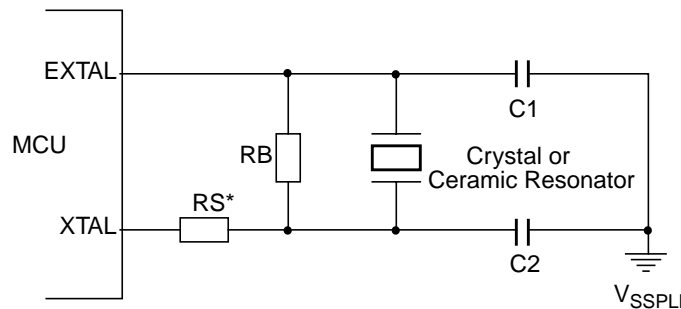 EXTAL
C1
MCU
RB
Crystal or
Ceramic Resonator
RS*
XTAL
C2